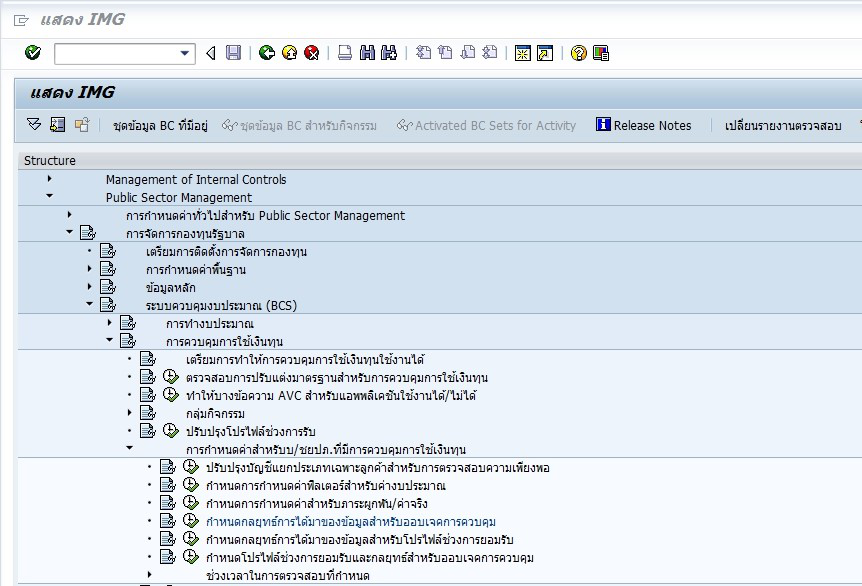 แสดง IMG
แสดง IMG
ชุดข้อมูล BC ที่มีอยู่ ชุดข้อมูล BC สำหรับกิจกรรม Activated BC Sets for Activity Release Notes เปลี่ยนรายงานตรวจสอบ
Structure
Management of Internal Controls
Public Sector Management
การกำหนดค่าทั่วไปสำหรับ Public Sector Management
การจัดการกองทุนรัฐบาล
เตรียมการติดตั้งการจัดการกองทุน
การกำหนดค่าพื้นฐาน
ข้อมูลหลัก
ระบบควบคุมงบประมาณ (BCS)
การทำงบประมาณ
การควบคุมการใช้เงินทุน
เตรียมการทำให้การควบคุมการใช้เงินทุนใช้งานได้
ตรวจสอบการปรับแต่งมาตรฐานสำหรับการควบคุมการใช้เงินทุน
ทำให้บางข้อความ AVC สำหรับแอพพลิเคชันใช้งานได้/ไม่ได้
กลุ่มกิจกรรม
ปรับปรุงโปรไฟล์ช่วงการรับ
การกำหนดค่าสำหรับบ/ชยปภ.ที่มีการควบคุมการใช้เงินทุน
ปรับปรุงบัญชีแยกประเภทเฉพาะลูกค้าสำหรับการตรวจสอบความเพียงพอ
กำหนดการกำหนดค่าฟิลเตอร์สำหรับค่างบประมาณ
กำหนดการกำหนดค่าสำหรับภาระผูกพัน/ค่าจริง
กำหนดกลยุทธ์การได้มาของข้อมูลสำหรับออบเจคการควบคุม
กำหนดกลยุทธ์การได้มาของข้อมูลสำหรับโปรไฟล์ช่วงการยอมรับ
กำหนดโปรไฟล์ช่วงการยอมรับและกลยุทธ์สำหรับออบเจคการควบคุม
ช่วงเวลาในการตรวจสอบที่กำหนด